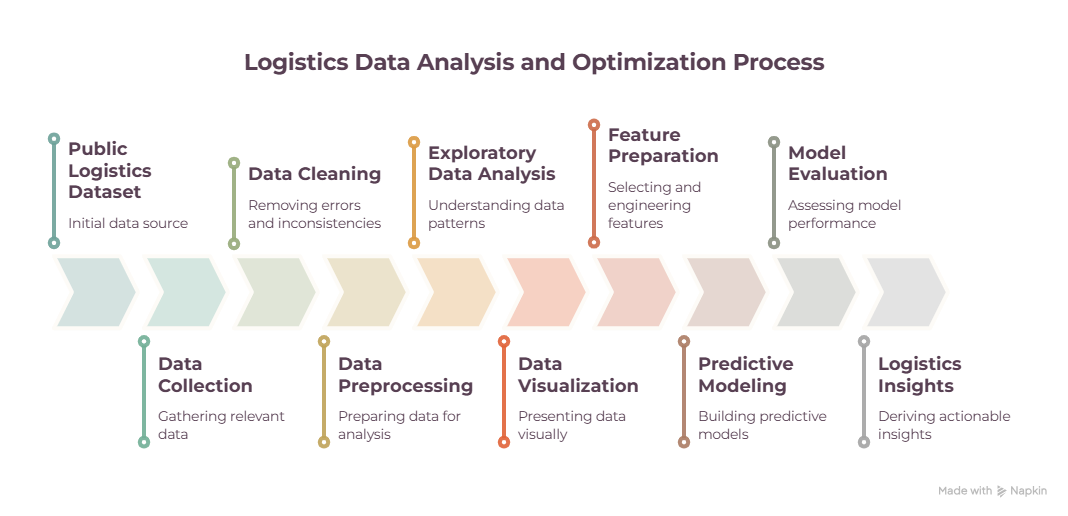 Logistics Data Analysis and Optimization Process
Public
Logistics
Dataset
Initial data source
Data Cleaning
Removing errors
and inconsistencies
Exploratory
Data Analysis
Understanding data
patterns
Feature
Preparation
Selecting and
engineering
features
Model
Evaluation
Assessing model
performance
Data
Collection
Gathering relevant
data
Data
Preprocessing
Preparing data for
analysis
Data
Visualization
Presenting data
visually
Predictive
Modeling
Building predictive
models
Logistics
Insights
Deriving actionable
insights
Made with Napkin